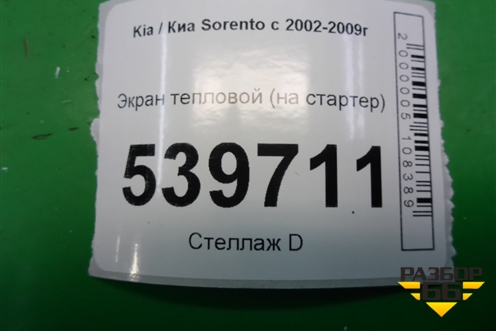 Kia / Киа Sorento с 2002-2009г
Экран тепловой (на стартер)
539711
Стеллаж D
2000005108389
РАЗБОР
66